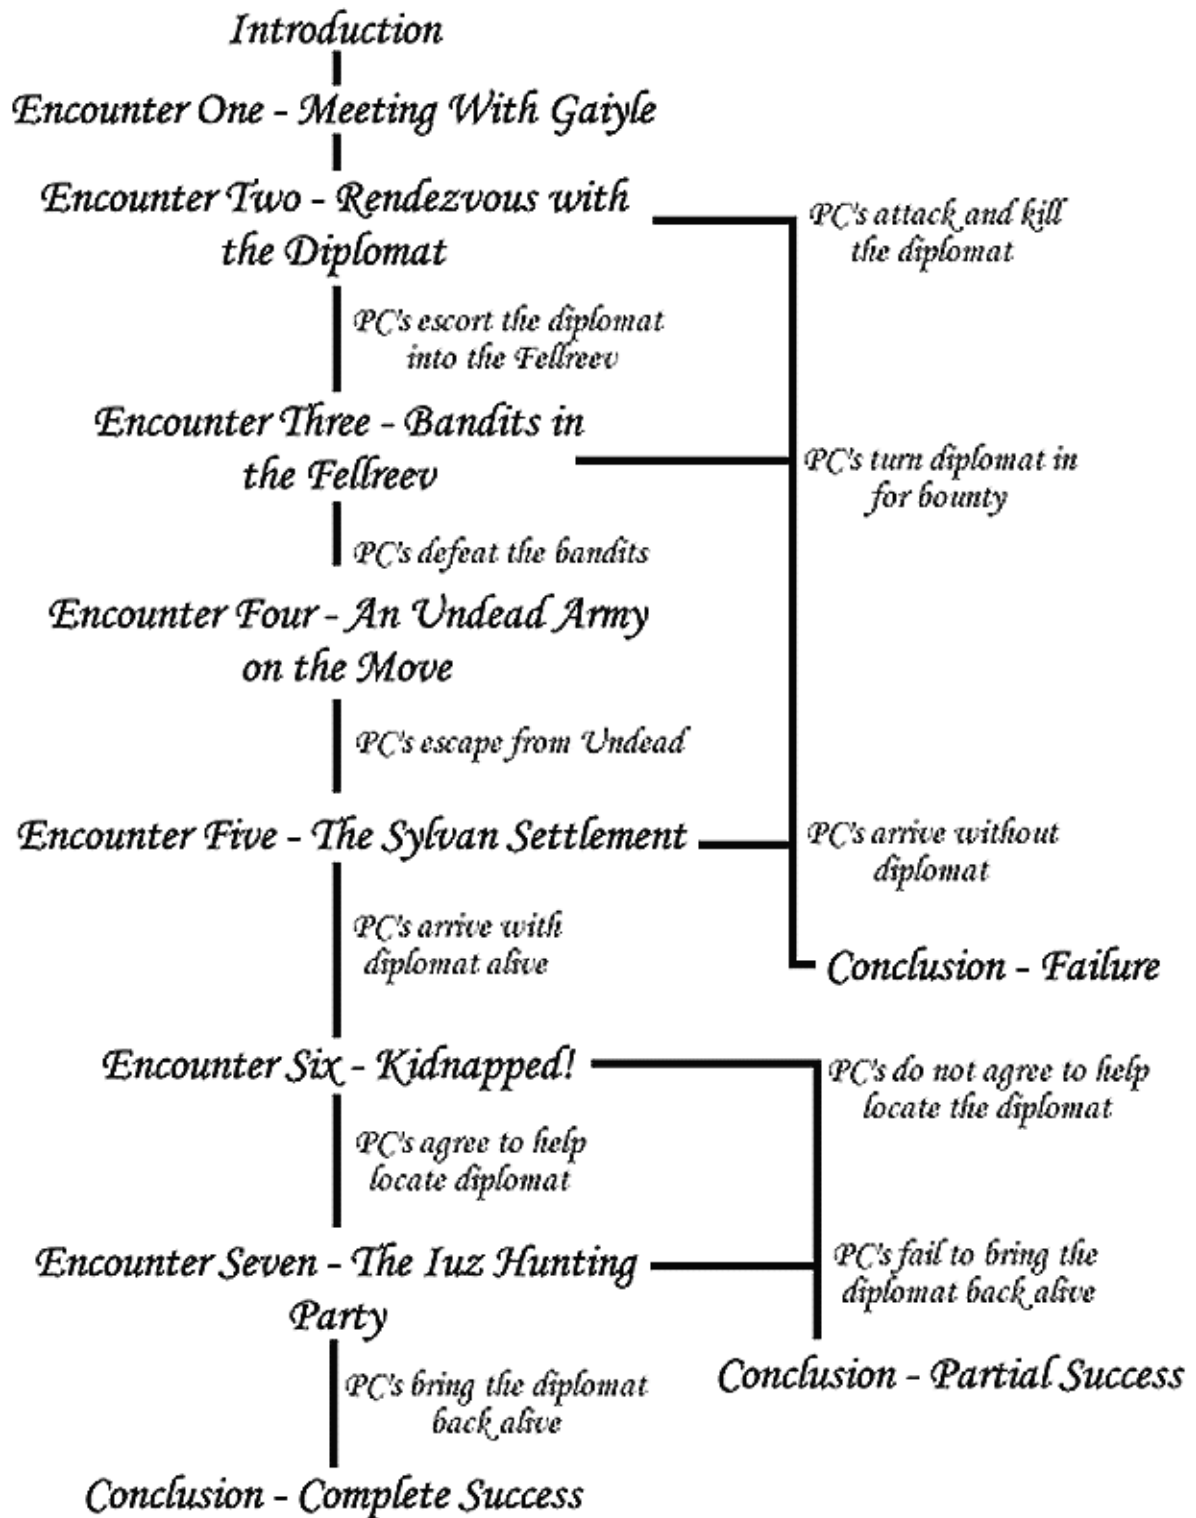 Introduction
Encounter One - Meeting With Gaiyle
Encounter Two - Rendezvous with
the Diplomat
PC's attack and kill
the diplomat
PC's escort the diplomat
into the Fellreev
Encounter Three - Bandits in
the Fellreev
PC's turn diplomat in
for bounty
PC's defeat the bandits
Encounter Four - An Undead Army
on the Move
PC's escape from Undead
Encounter Five - The Sylvan Settlement
PC's arrive without
diplomat
PC's arrive with
diplomat alive
Conclusion - Failure
Encounter Six - Kidnapped!
PC's do not agree to help
locate the diplomat
PC's agree to help
locate diplomat
Encounter Seven - The Iuz Hunting
Party
PC's fail to bring the
diplomat back alive
PC's bring the diplomat
back alive
Conclusion - Partial Success
Conclusion - Complete Success